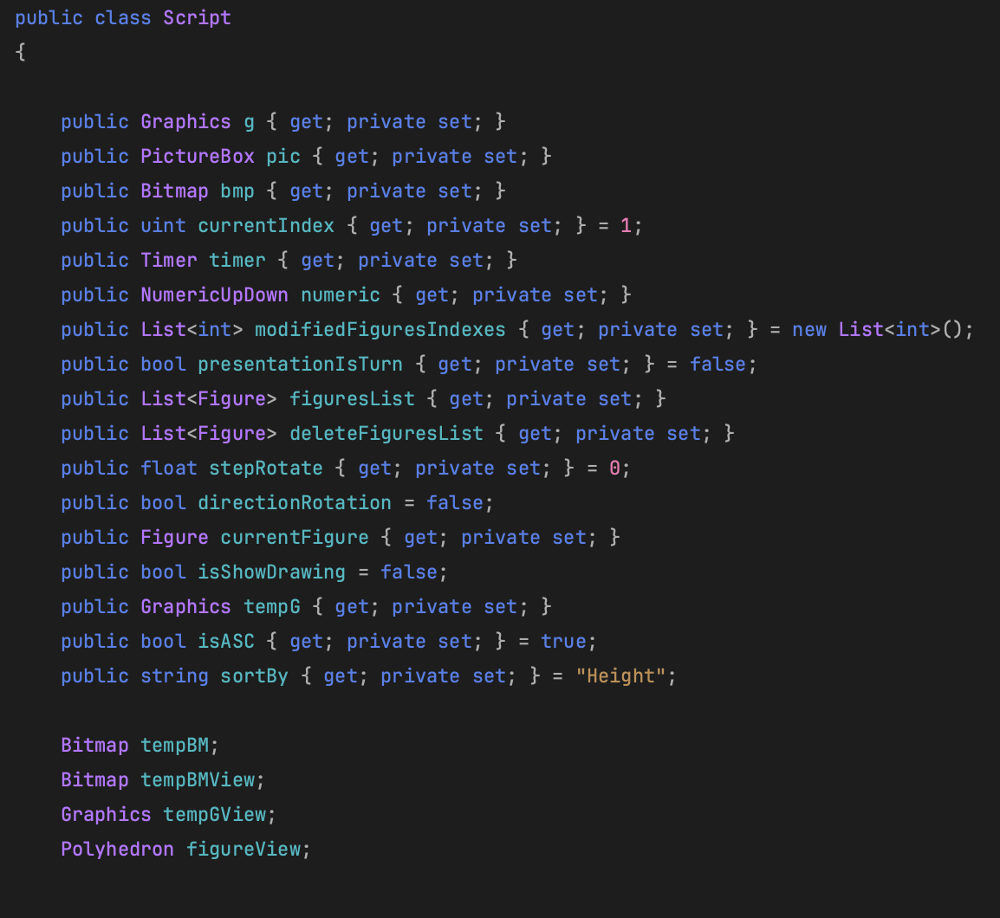 public class Script
{
public Graphics g { get; private set; }
public PictureBox pic { get; private set; }
public Bitmap bmp { get; private set; }
public uint currentIndex { get; private set; } = 1;
public Timer timer { get; private set; }
public NumericUpDown numeric { get; private set; }
public List<int> modifiedFiguresIndexes { get; private set; } = new List<int>();
public bool presentationIsTurn { get; private set; } = false;
public List<Figure> figuresList { get; private set; }
public List<Figure> deleteFiguresList { get; private set; }
public float stepRotate { get; private set; } = 0;
public bool directionRotation = false;
public Figure currentFigure { get; private set; }
public bool isShowDrawing = false;
public Graphics tempG { get; private set; }
public bool isASC { get; private set; } = true;
public string sortBy { get; private set; } = "Height";
Bitmap tempBM;
Bitmap tempBMView;
Graphics tempGView;
Polyhedron figureView;